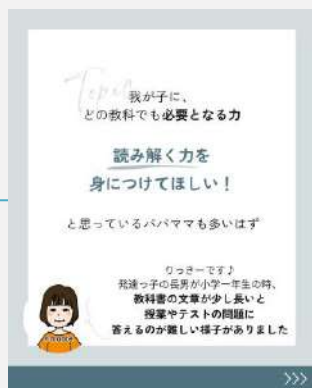 Topic
我が子に、
どの教科でも必要となる力
読み解く力を
身につけてほしい！
と思っているパパママも多いはず
りっきーです♪
発達っ子の長男が小学一年生の時、
教科書の文章が少し長いと
授業やテストの問題に
答えるのが難しい様子がありました
>>>